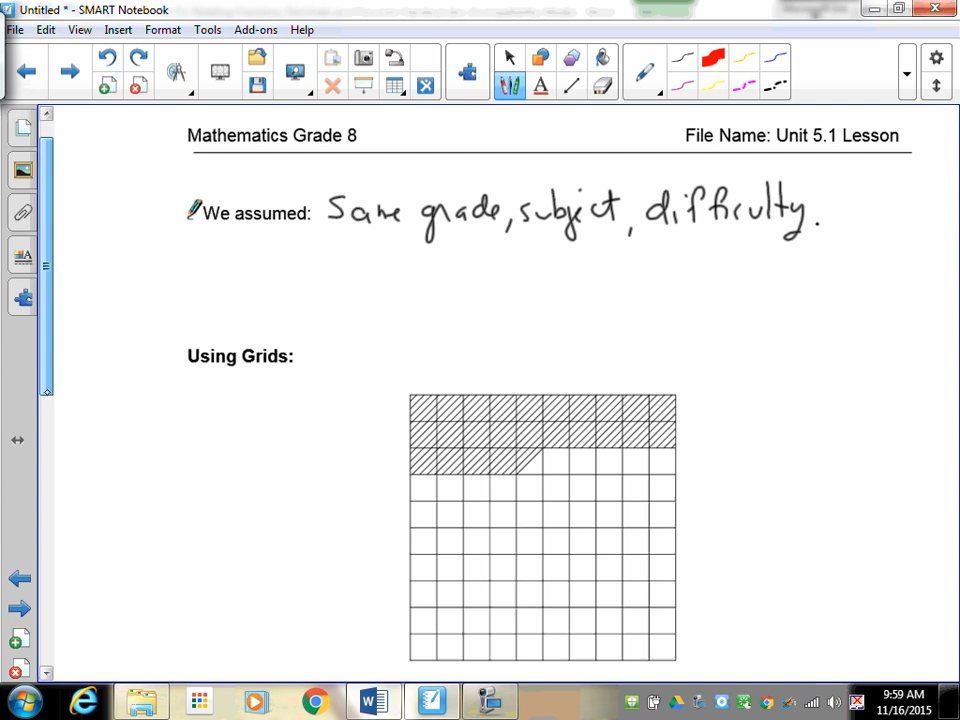 Untitled * - SMART Notebook
File Edit View Insert Format Tools Add-ons Help
Mathematics Grade 8 File Name: Unit 5.1 Lesson
We assumed: Same grade, subject, difficulty.
Using Grids:
9:59 AM
11/16/2015